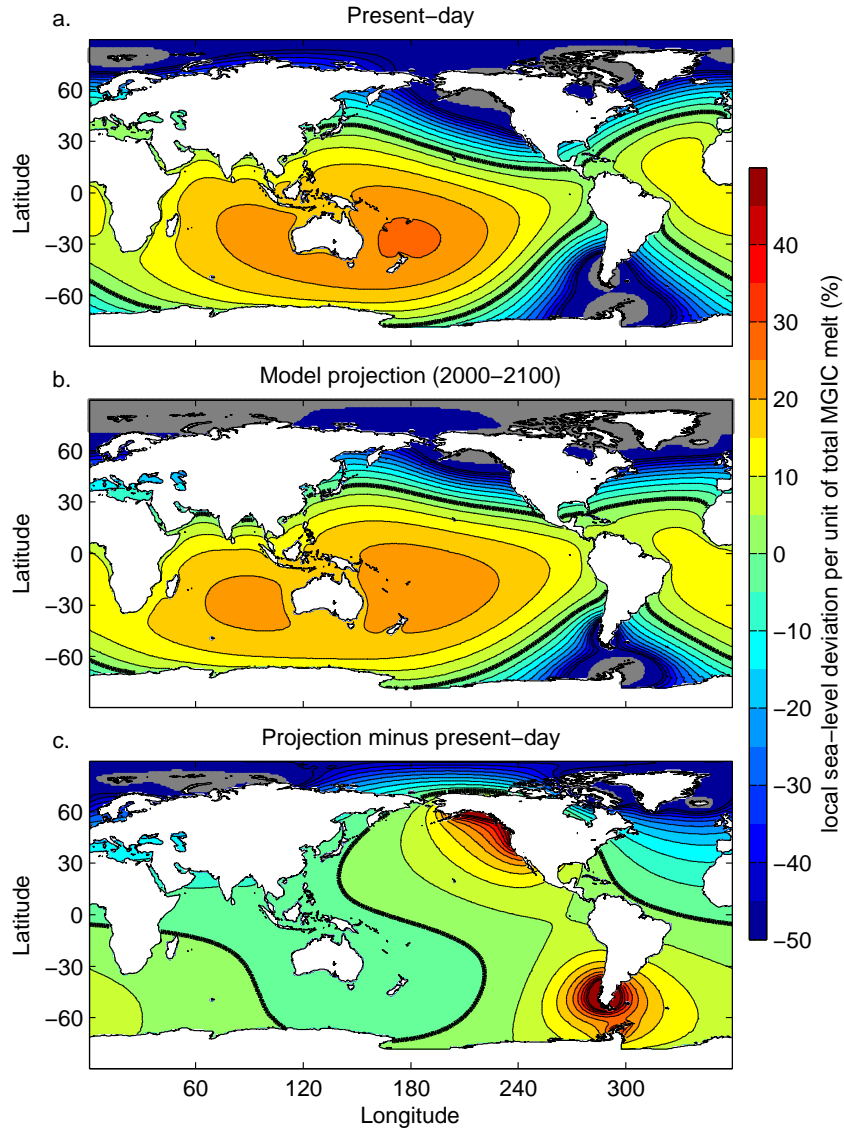 a.
Present−day
60
30
0
−30
−60
Latitude
b.
Model projection (2000−2100)
60
30
0
−30
−60
Latitude
c.
Projection minus present−day
60
30
0
−30
−60
Latitude
60
120
180
240
300
Longitude
40
30
20
10
0
−10
−20
−30
−40
−50
local sea−level deviation per unit of total MGIC melt (%)